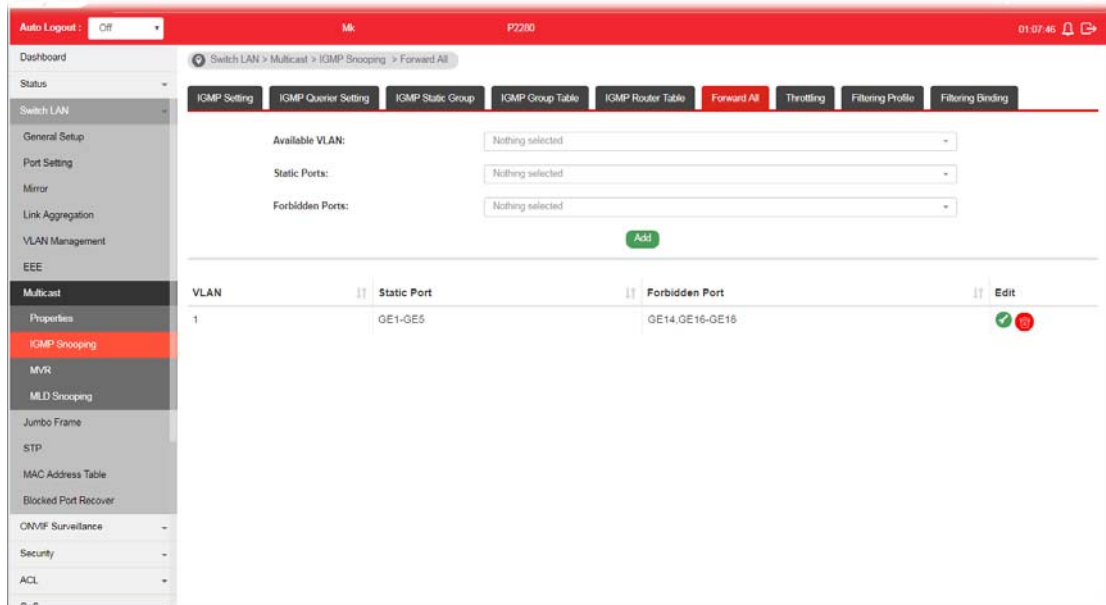 Auto Logout : Off Mk P2280 01:07:46
Dashboard
Status
Switch LAN
General Setup
Port Setting
Mirror
Link Aggregation
VLAN Management
EEE
Multicast
Properties
IGMP Snooping
MVR
MLD Snooping
Jumbo Frame
STP
MAC Address Table
Blocked Port Recover
ONVIF Surveillance
Security
ACL
Switch LAN > Multicast > IGMP Snooping > Forward All
IGMP Setting IGMP Querier Setting IGMP Static Group IGMP Group Table IGMP Router Table Forward All Throttling Filtering Profile Filtering Binding
Available VLAN: Nothing selected
Static Ports: Nothing selected
Forbidden Ports: Nothing selected
Add
VLAN Static Port Forbidden Port Edit
1 GE1-GE5 GE14,GE16-GE18